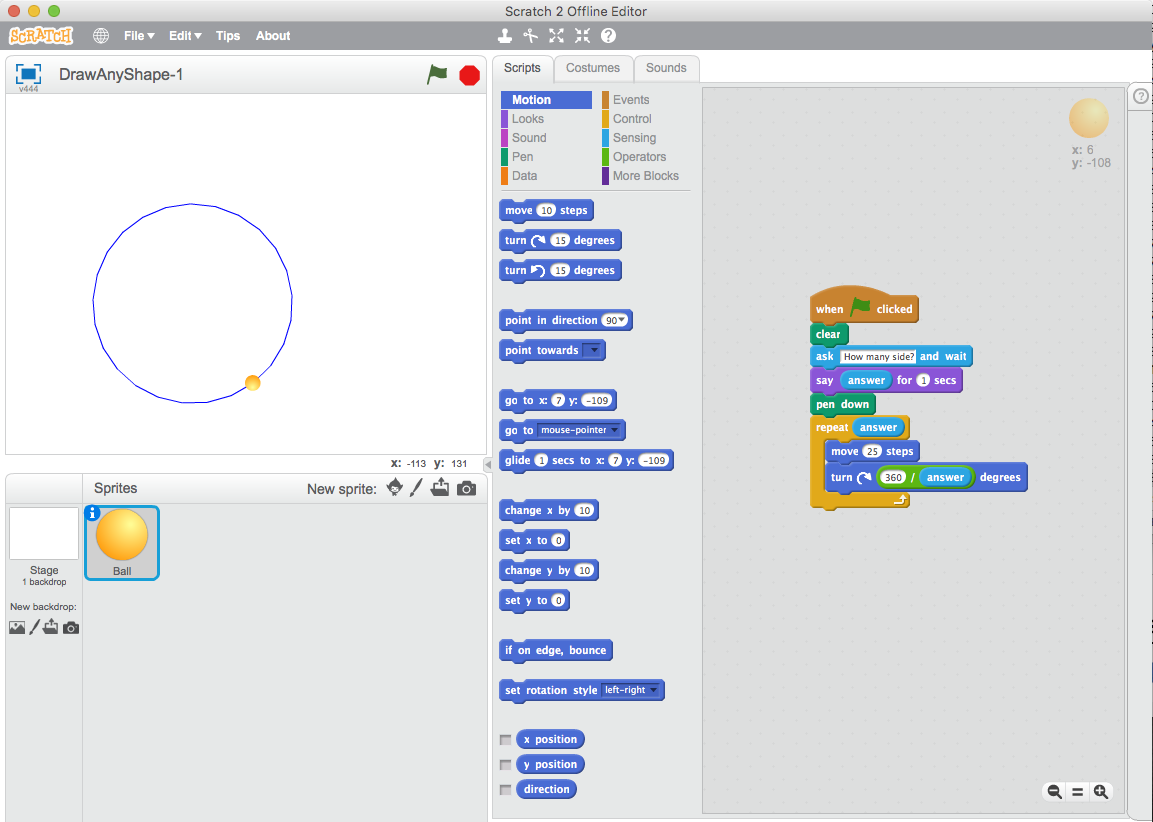 Scratch 2 Offline Editor
SCRATCH File Edit Tips About
DrawAnyShape-1
v444
x: -113 y: 131
Sprites New sprite:
Stage
1 backdrop
New backdrop:
Ball
Scripts Costumes Sounds
Motion Events
Looks Control
Sound Sensing
Pen Operators
Data More Blocks
move 10 steps
turn 15 degrees
turn 15 degrees
point in direction 90
point towards
go to x: 7 y: -109
go to mouse-pointer
glide 1 secs to x: 7 y: -109
change x by 10
set x to 0
change y by 10
set y to 0
if on edge, bounce
set rotation style left-right
x position
y position
direction
x: 6
y: -108
when clicked
clear
ask How many side? and wait
say answer for 1 secs
pen down
repeat answer
move 25 steps
turn 360 / answer degrees